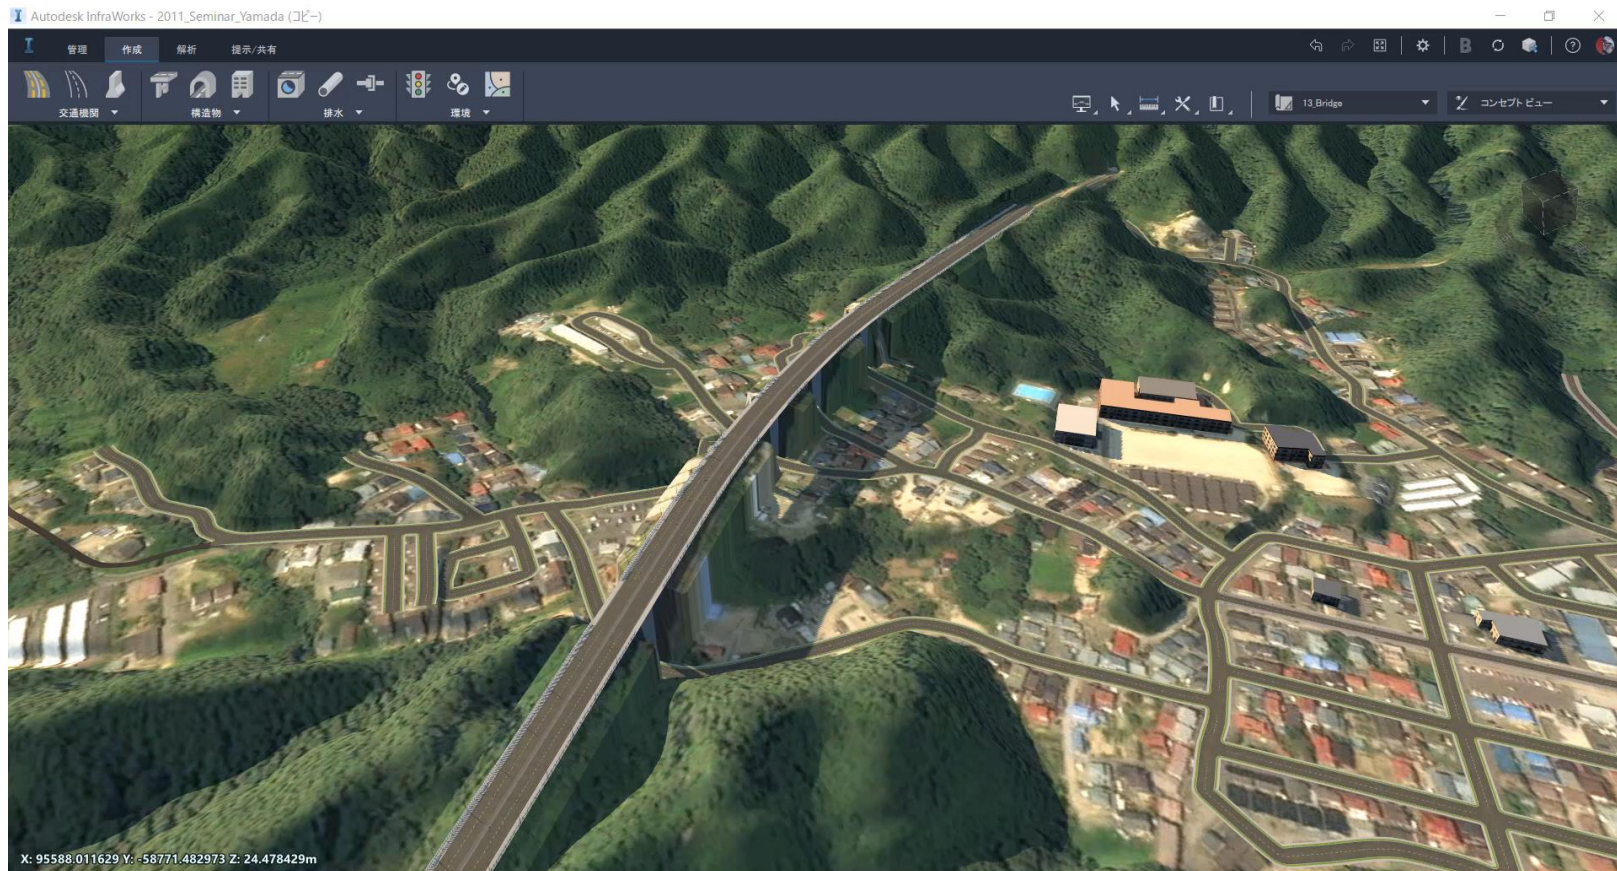 Autodesk InfraWorks - 2011_Seminar_Yamada (コピー)
管理 作成 解析 提示/共有
交通機関 構造物 排水 環境
13_Bridge コンセプト ビュー
X: 95588.011629 Y: -58771.482973 Z: 24.478429m